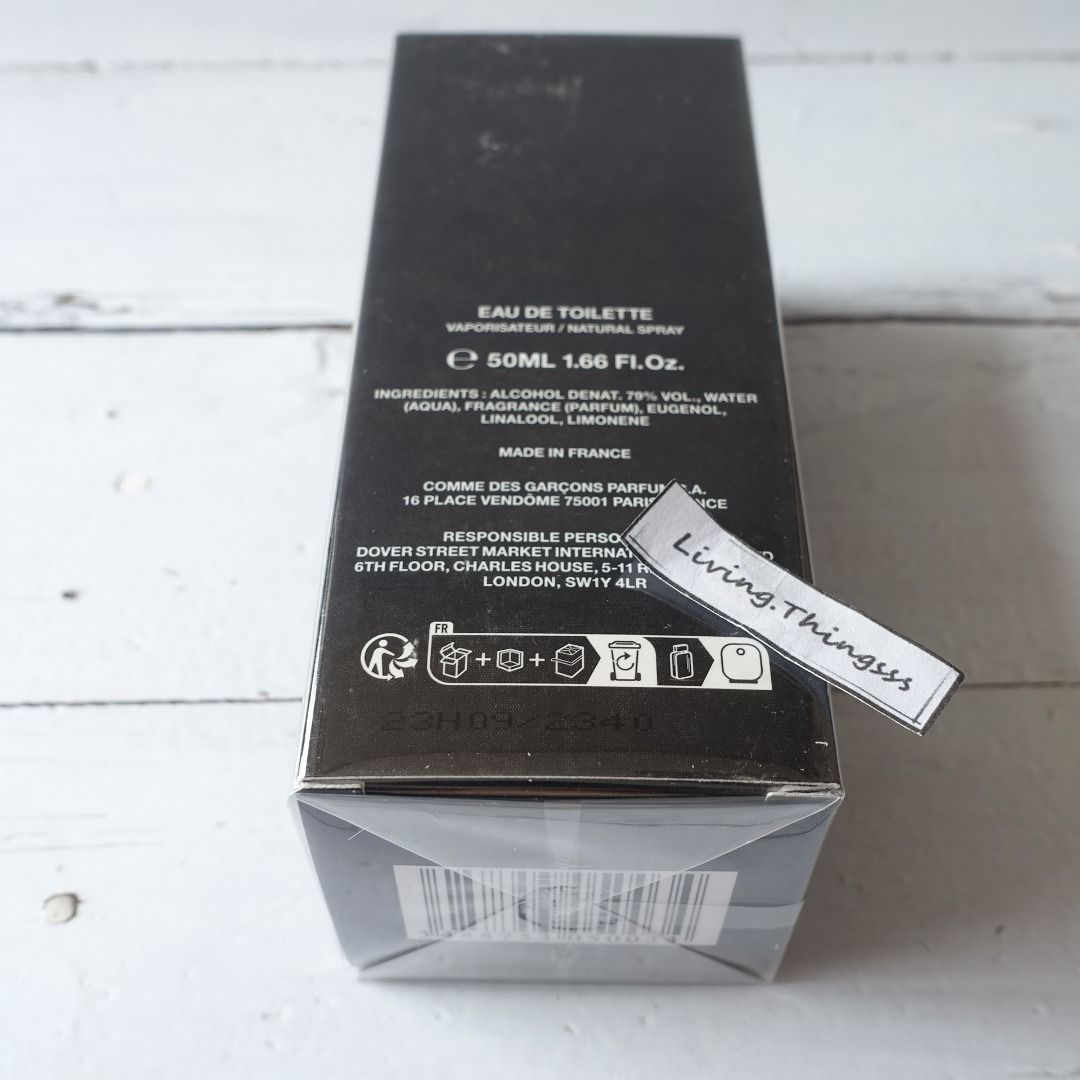 EAU DE TOILETTE
VAPORISATEUR / NATURAL SPRAY
℮ 50ML 1.66 Fl.Oz.
INGREDIENTS : ALCOHOL DENAT. 79% VOL., WATER
(AQUA), FRAGRANCE (PARFUM), EUGENOL,
LINALOOL, LIMONENE
MADE IN FRANCE
COMME DES GARÇONS
16 PLACE VENDÔME 75001
RESPONSIBLE
DOVER STREET MARKET
6TH FLOOR, CHARLES HOUSE, 5-11
LONDON, SW1Y 4LR
Living.Thingsss
FR
23H09/2340